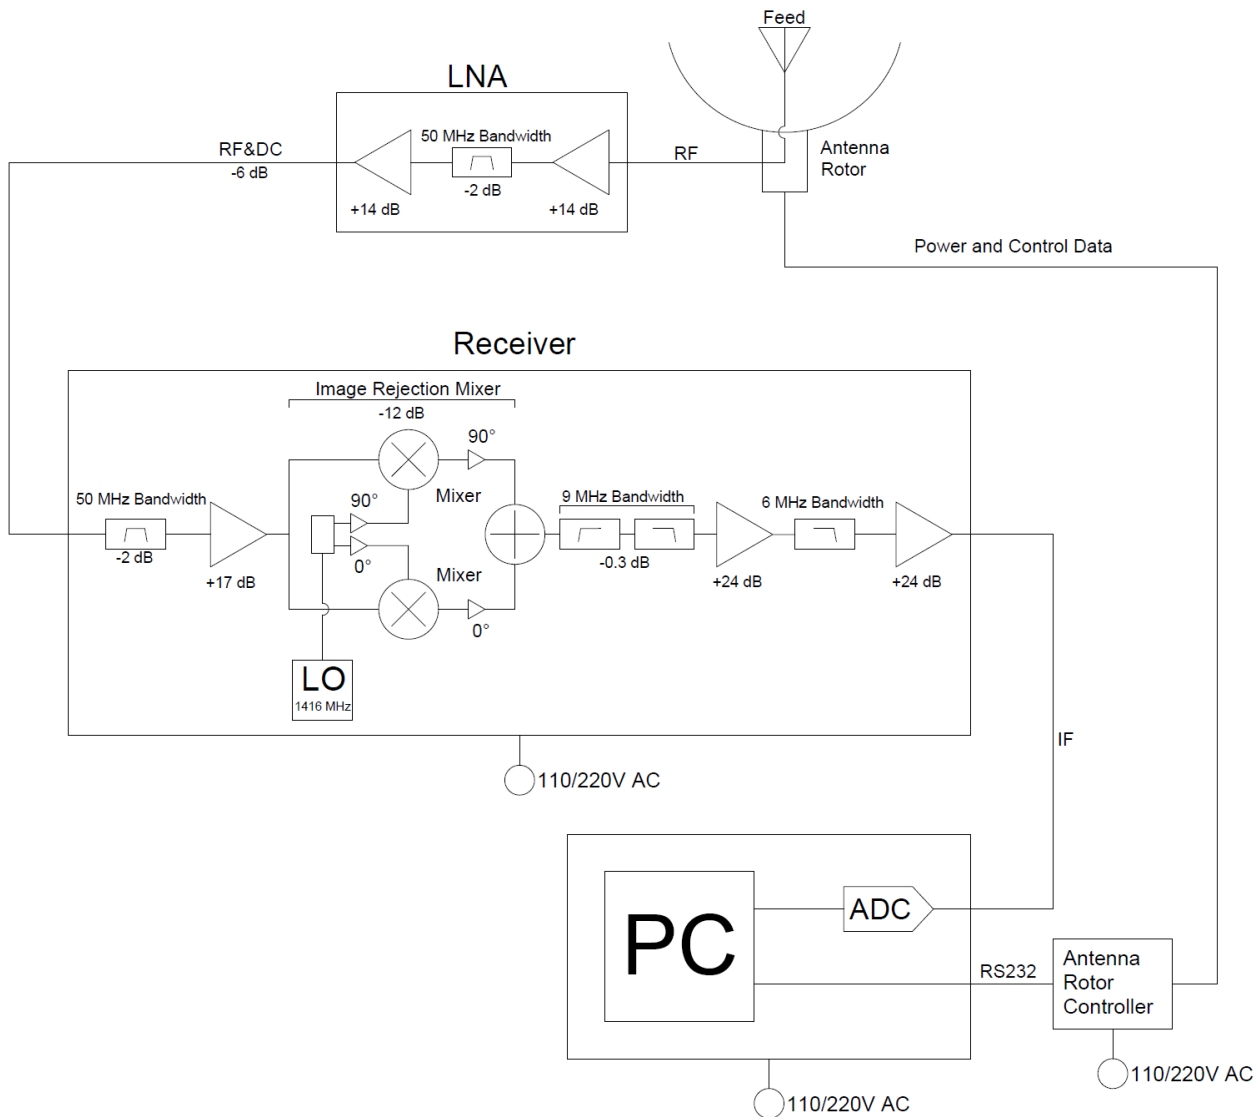 Feed
LNA
50 MHz Bandwidth
RF&DC
-6 dB
RF
Antenna
Rotor
-2 dB
+14 dB
+14 dB
Power and Control Data
Receiver
Image Rejection Mixer
-12 dB
90°
50 MHz Bandwidth
90°
Mixer
9 MHz Bandwidth
6 MHz Bandwidth
-2 dB
0°
-0.3 dB
Mixer
+17 dB
+24 dB
+24 dB
0°
LO
1416 MHz
IF
110/220V AC
PC
ADC
RS232
Antenna
Rotor
Controller
110/220V AC
110/220V AC